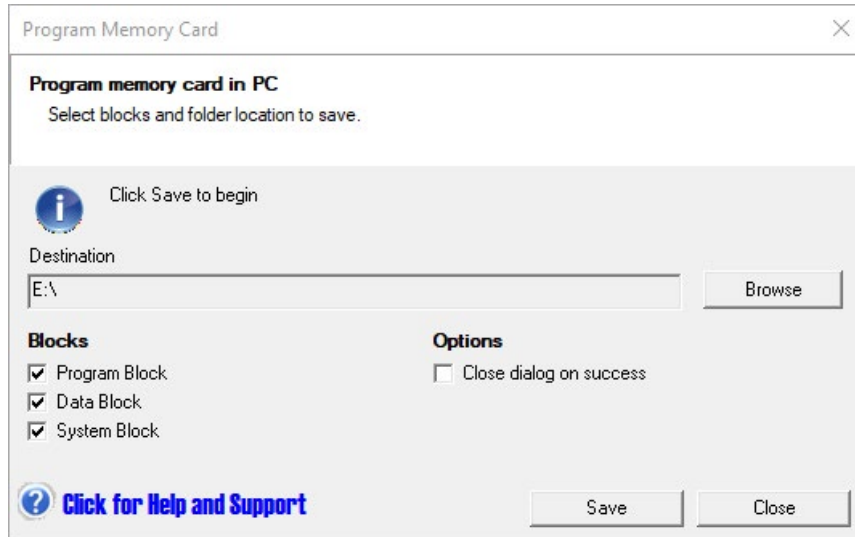 Program Memory Card
Program memory card in PC
Select blocks and folder location to save.
Click Save to begin
Destination
E:\
Browse
Blocks
Options
Program Block
Close dialog on success
Data Block
System Block
Click for Help and Support
Save
Close